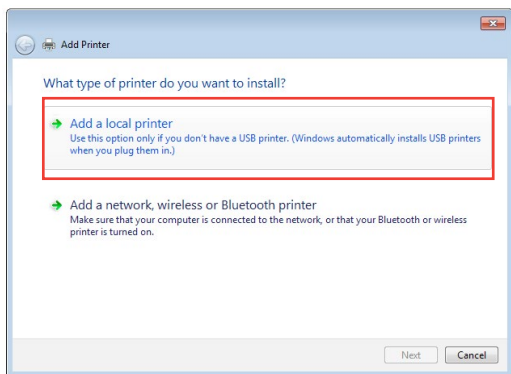 Add Printer
What type of printer do you want to install?
Add a local printer
Use this option only if you don't have a USB printer. (Windows automatically installs USB printers
when you plug them in.)
Add a network, wireless or Bluetooth printer
Make sure that your computer is connected to the network, or that your Bluetooth or wireless
printer is turned on.
Next Cancel